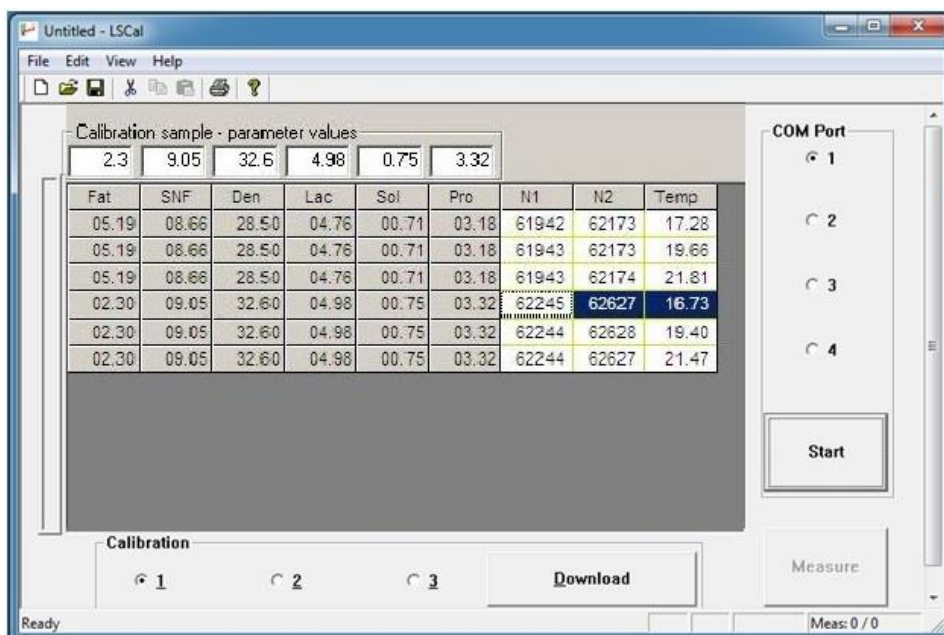 Untitled - LSCal
File Edit View Help
Calibration sample - parameter values
2.3 9.05 32.6 4.98 0.75 3.32
Fat SNF Den Lac Sol Pro N1 N2 Temp
05.19 08.66 28.50 04.76 00.71 03.18 61942 62173 17.28
05.19 08.66 28.50 04.76 00.71 03.18 61943 62173 19.66
05.19 08.66 28.50 04.76 00.71 03.18 61943 62174 21.81
02.30 09.05 32.60 04.98 00.75 03.32 62245 62627 16.73
02.30 09.05 32.60 04.98 00.75 03.32 62244 62628 19.40
02.30 09.05 32.60 04.98 00.75 03.32 62244 62627 21.47
COM Port
1
2
3
4
Start
Measure
Calibration
1 2 3 Download
Ready Meas: 0 / 0